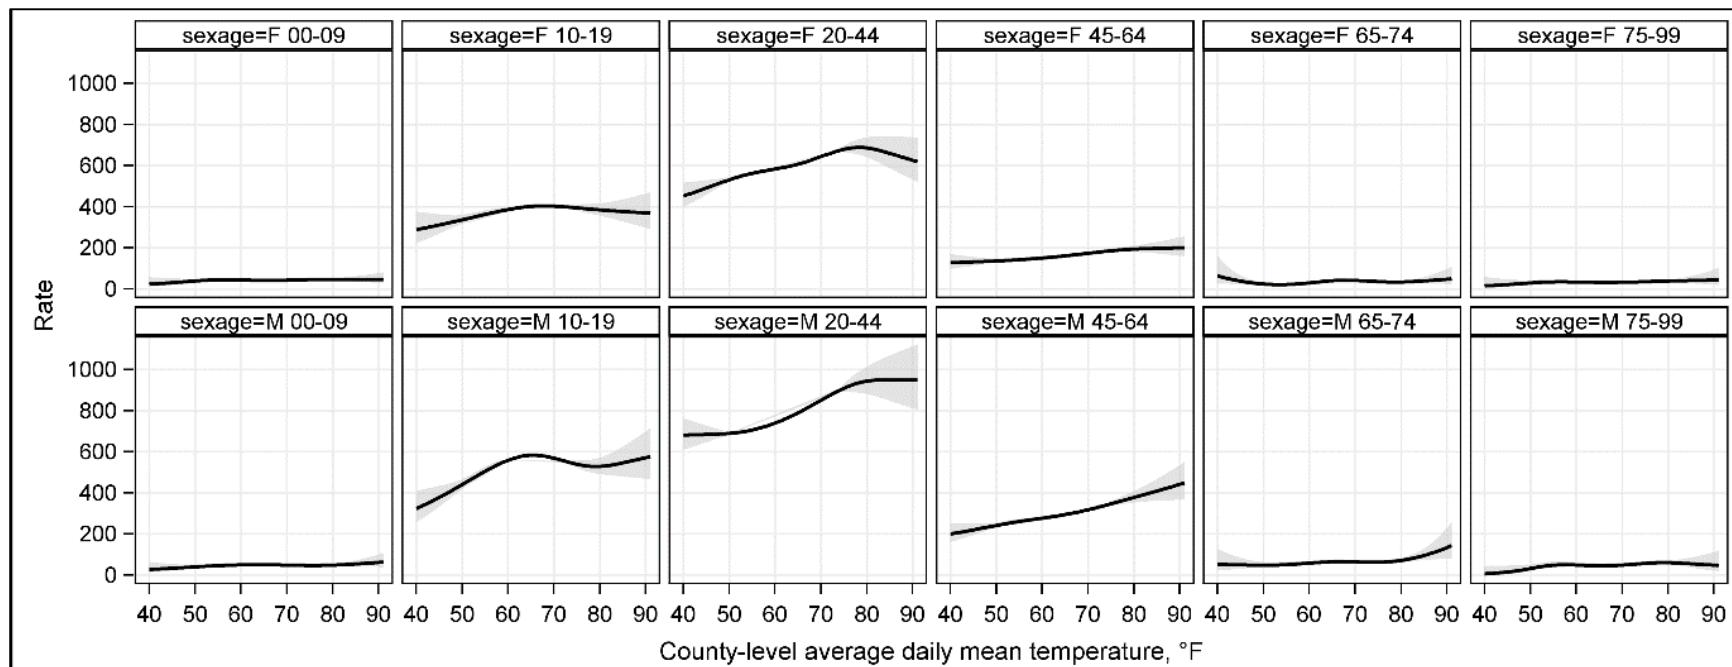 sexage=F 00-09 sexage=F 10-19 sexage=F 20-44 sexage=F 45-64 sexage=F 65-74 sexage=F 75-99
1000
800
600
400
200
0
Rate
sexage=M 00-09 sexage=M 10-19 sexage=M 20-44 sexage=M 45-64 sexage=M 65-74 sexage=M 75-99
1000
800
600
400
200
0
40 50 60 70 80 90 40 50 60 70 80 90 40 50 60 70 80 90 40 50 60 70 80 90 40 50 60 70 80 90 40 50 60 70 80 90
County-level average daily mean temperature, °F